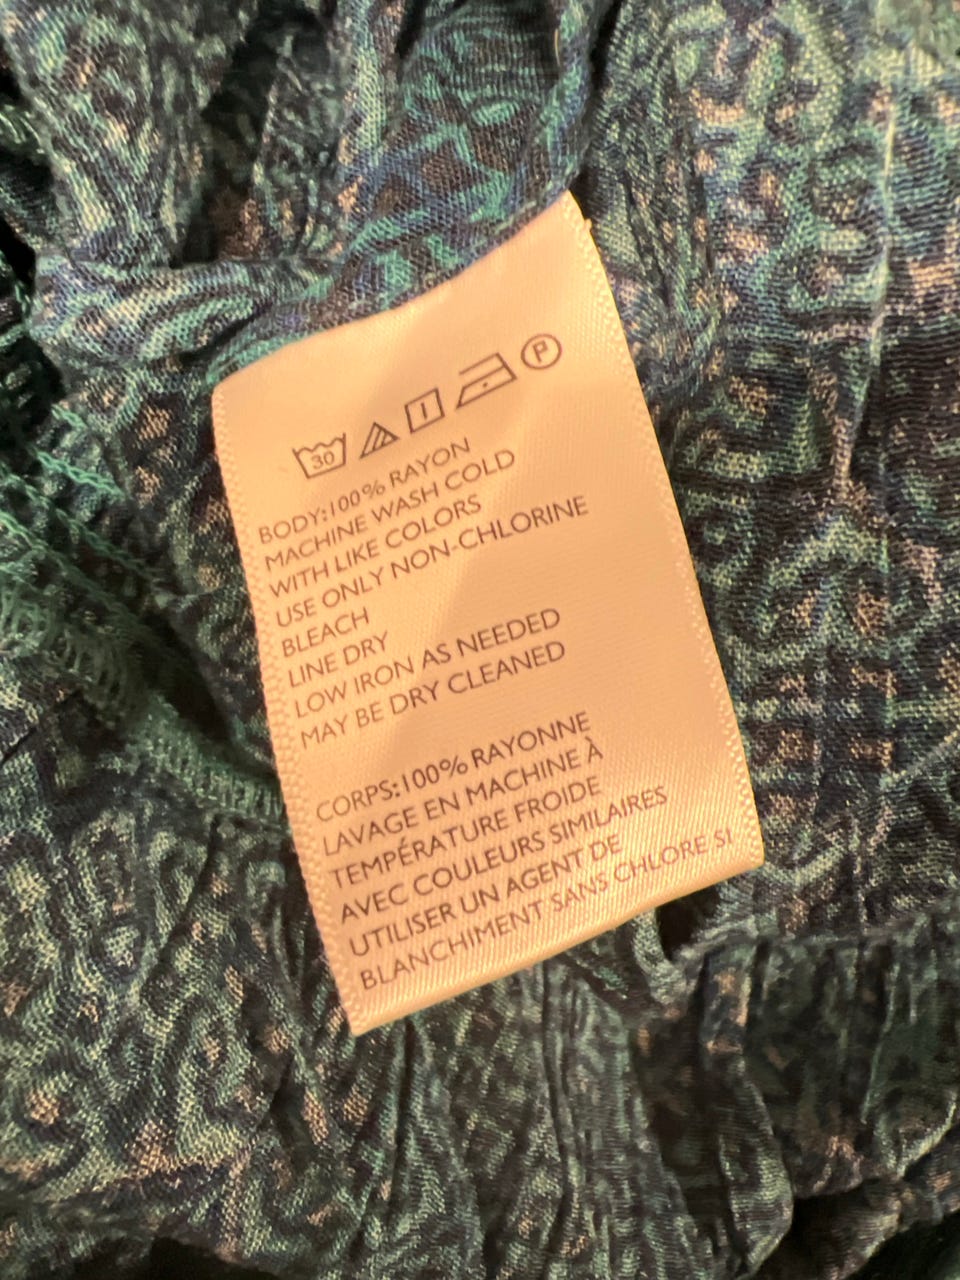 30 P
BODY:100% RAYON
MACHINE WASH COLD
WITH LIKE COLORS
USE ONLY NON-CHLORINE
BLEACH
LINE DRY
LOW IRON AS NEEDED
MAY BE DRY CLEANED
CORPS:100% RAYONNE
LAVAGE EN MACHINE À
TEMPÉRATURE FROIDE
AVEC COULEURS SIMILAIRES
UTILISER UN AGENT DE
BLANCHIMENT SANS CHLORE SI